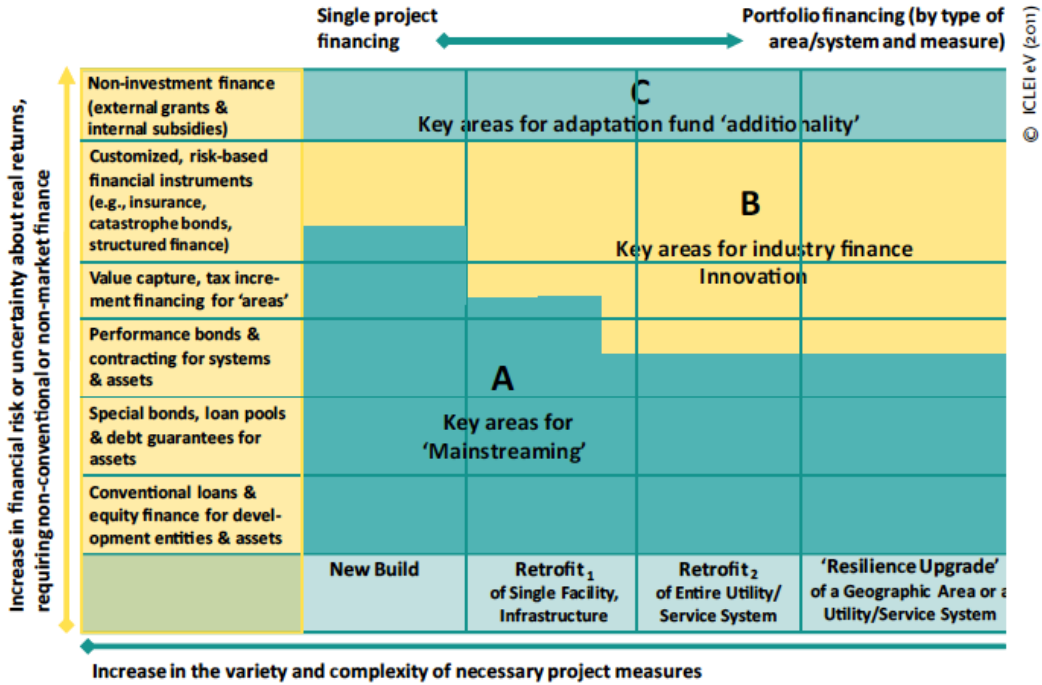 Single project
financing
Portfolio financing (by type of
area/system and measure)
© ICLEI eV (2011)
Increase in financial risk or uncertainty about real returns,
requiring non-conventional or non-market finance
Non-investment finance
(external grants &
internal subsidies)
C
Key areas for adaptation fund ‘additionality’
Customized, risk-based
financial instruments
(e.g., insurance,
catastrophe bonds,
structured finance)
B
Key areas for industry finance
Innovation
Value capture, tax incre-
ment financing for ‘areas’
Performance bonds &
contracting for systems
& assets
A
Key areas for
‘Mainstreaming’
Special bonds, loan pools
& debt guarantees for
assets
Conventional loans &
equity finance for devel-
opment entities & assets
New Build
Retrofit 1
of Single Facility,
Infrastructure
Retrofit 2
of Entire Utility/
Service System
‘Resilience Upgrade’
of a Geographic Area or a
Utility/Service System
Increase in the variety and complexity of necessary project measures